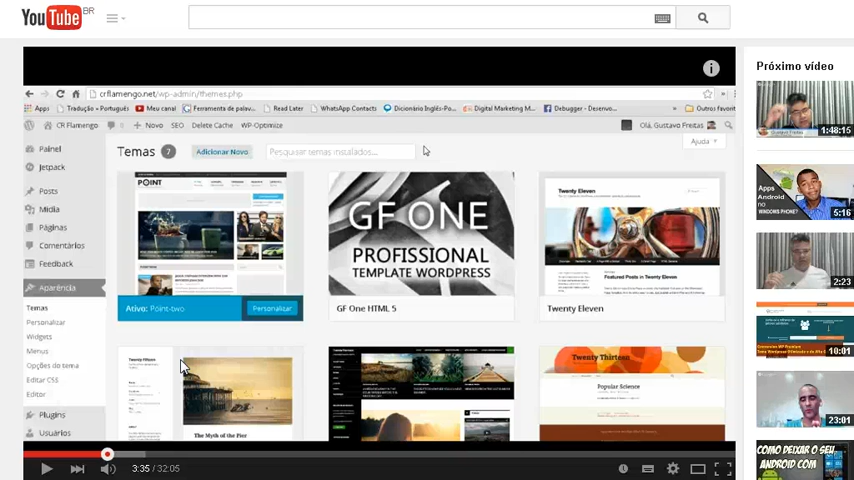 YouTube BR
crflamengo.net/wp-admin/themes.php
Apps Tradução » Português Meu canal Ferramenta de palav... Read Later WhatsApp Contacts Dicionário Inglês-Po... Digital Marketing M... Debugger - Desenvo... » Outros favorit
CR Flamengo Novo SEO Delete Cache WP-Optimize Olá, Gustavo Freitas
Ajuda
Temas 7 Adicionar Novo Pesquisar temas instalados...
Painel
Jetpack
Posts
Mídia
Páginas
Comentários
Feedback
Aparência
Temas
Personalizar
Widgets
Menus
Opções do tema
Editar CSS
Editor
Plugins
Usuários
POINT
Ativo: Point-two Personalizar
GF ONE
PROFISSIONAL
TEMPLATE WORDPRESS
GF One HTML 5
Featured Posts in Twenty Eleven
Twenty Eleven
Twenty Fifteen
The Myth of the Pier
Twenty Thirteen
Popular Science
3:35 / 32:05
Próximo vídeo
1:48:15
Apps
Android
no
WINDOWS PHONE?
5:16
2:23
10:01
23:01
COMO DEIXAR O SEU
ANDROID COM